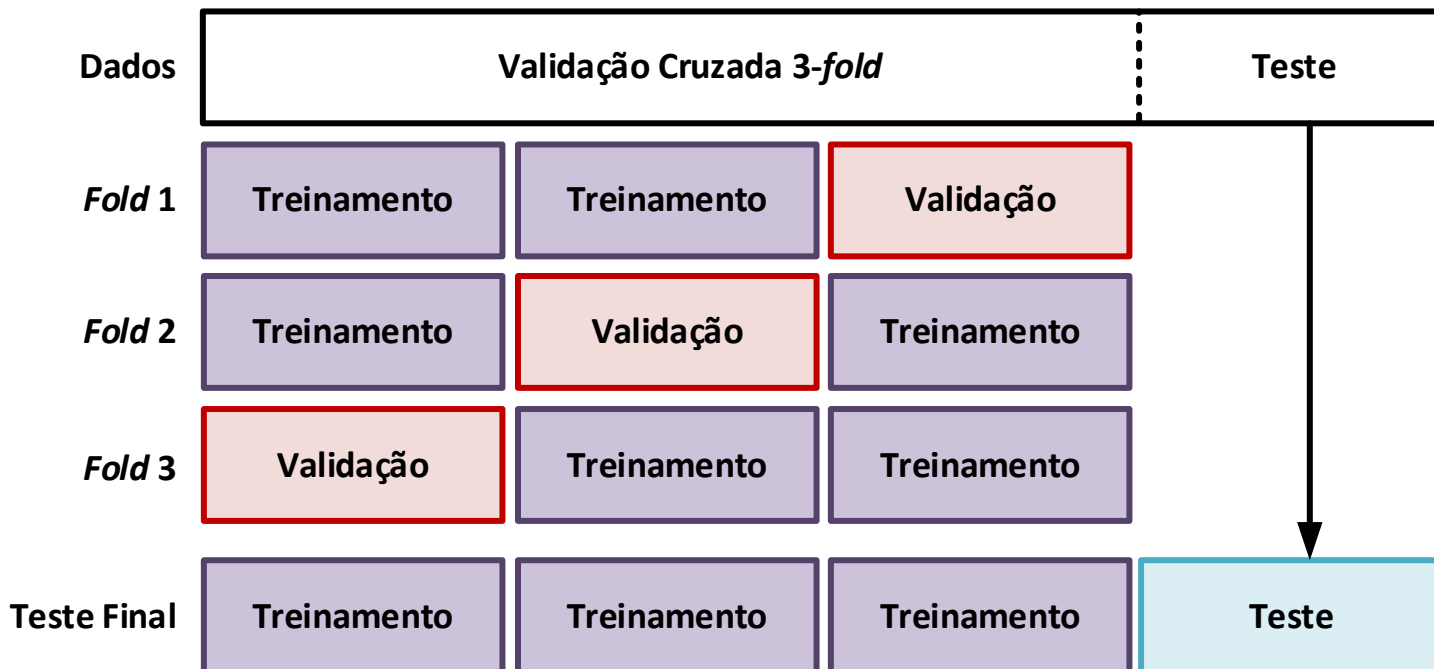 Dados Validação Cruzada 3-fold Teste
Fold 1 Treinamento Treinamento Validação
Fold 2 Treinamento Validação Treinamento
Fold 3 Validação Treinamento Treinamento
Teste Final Treinamento Treinamento Treinamento Teste